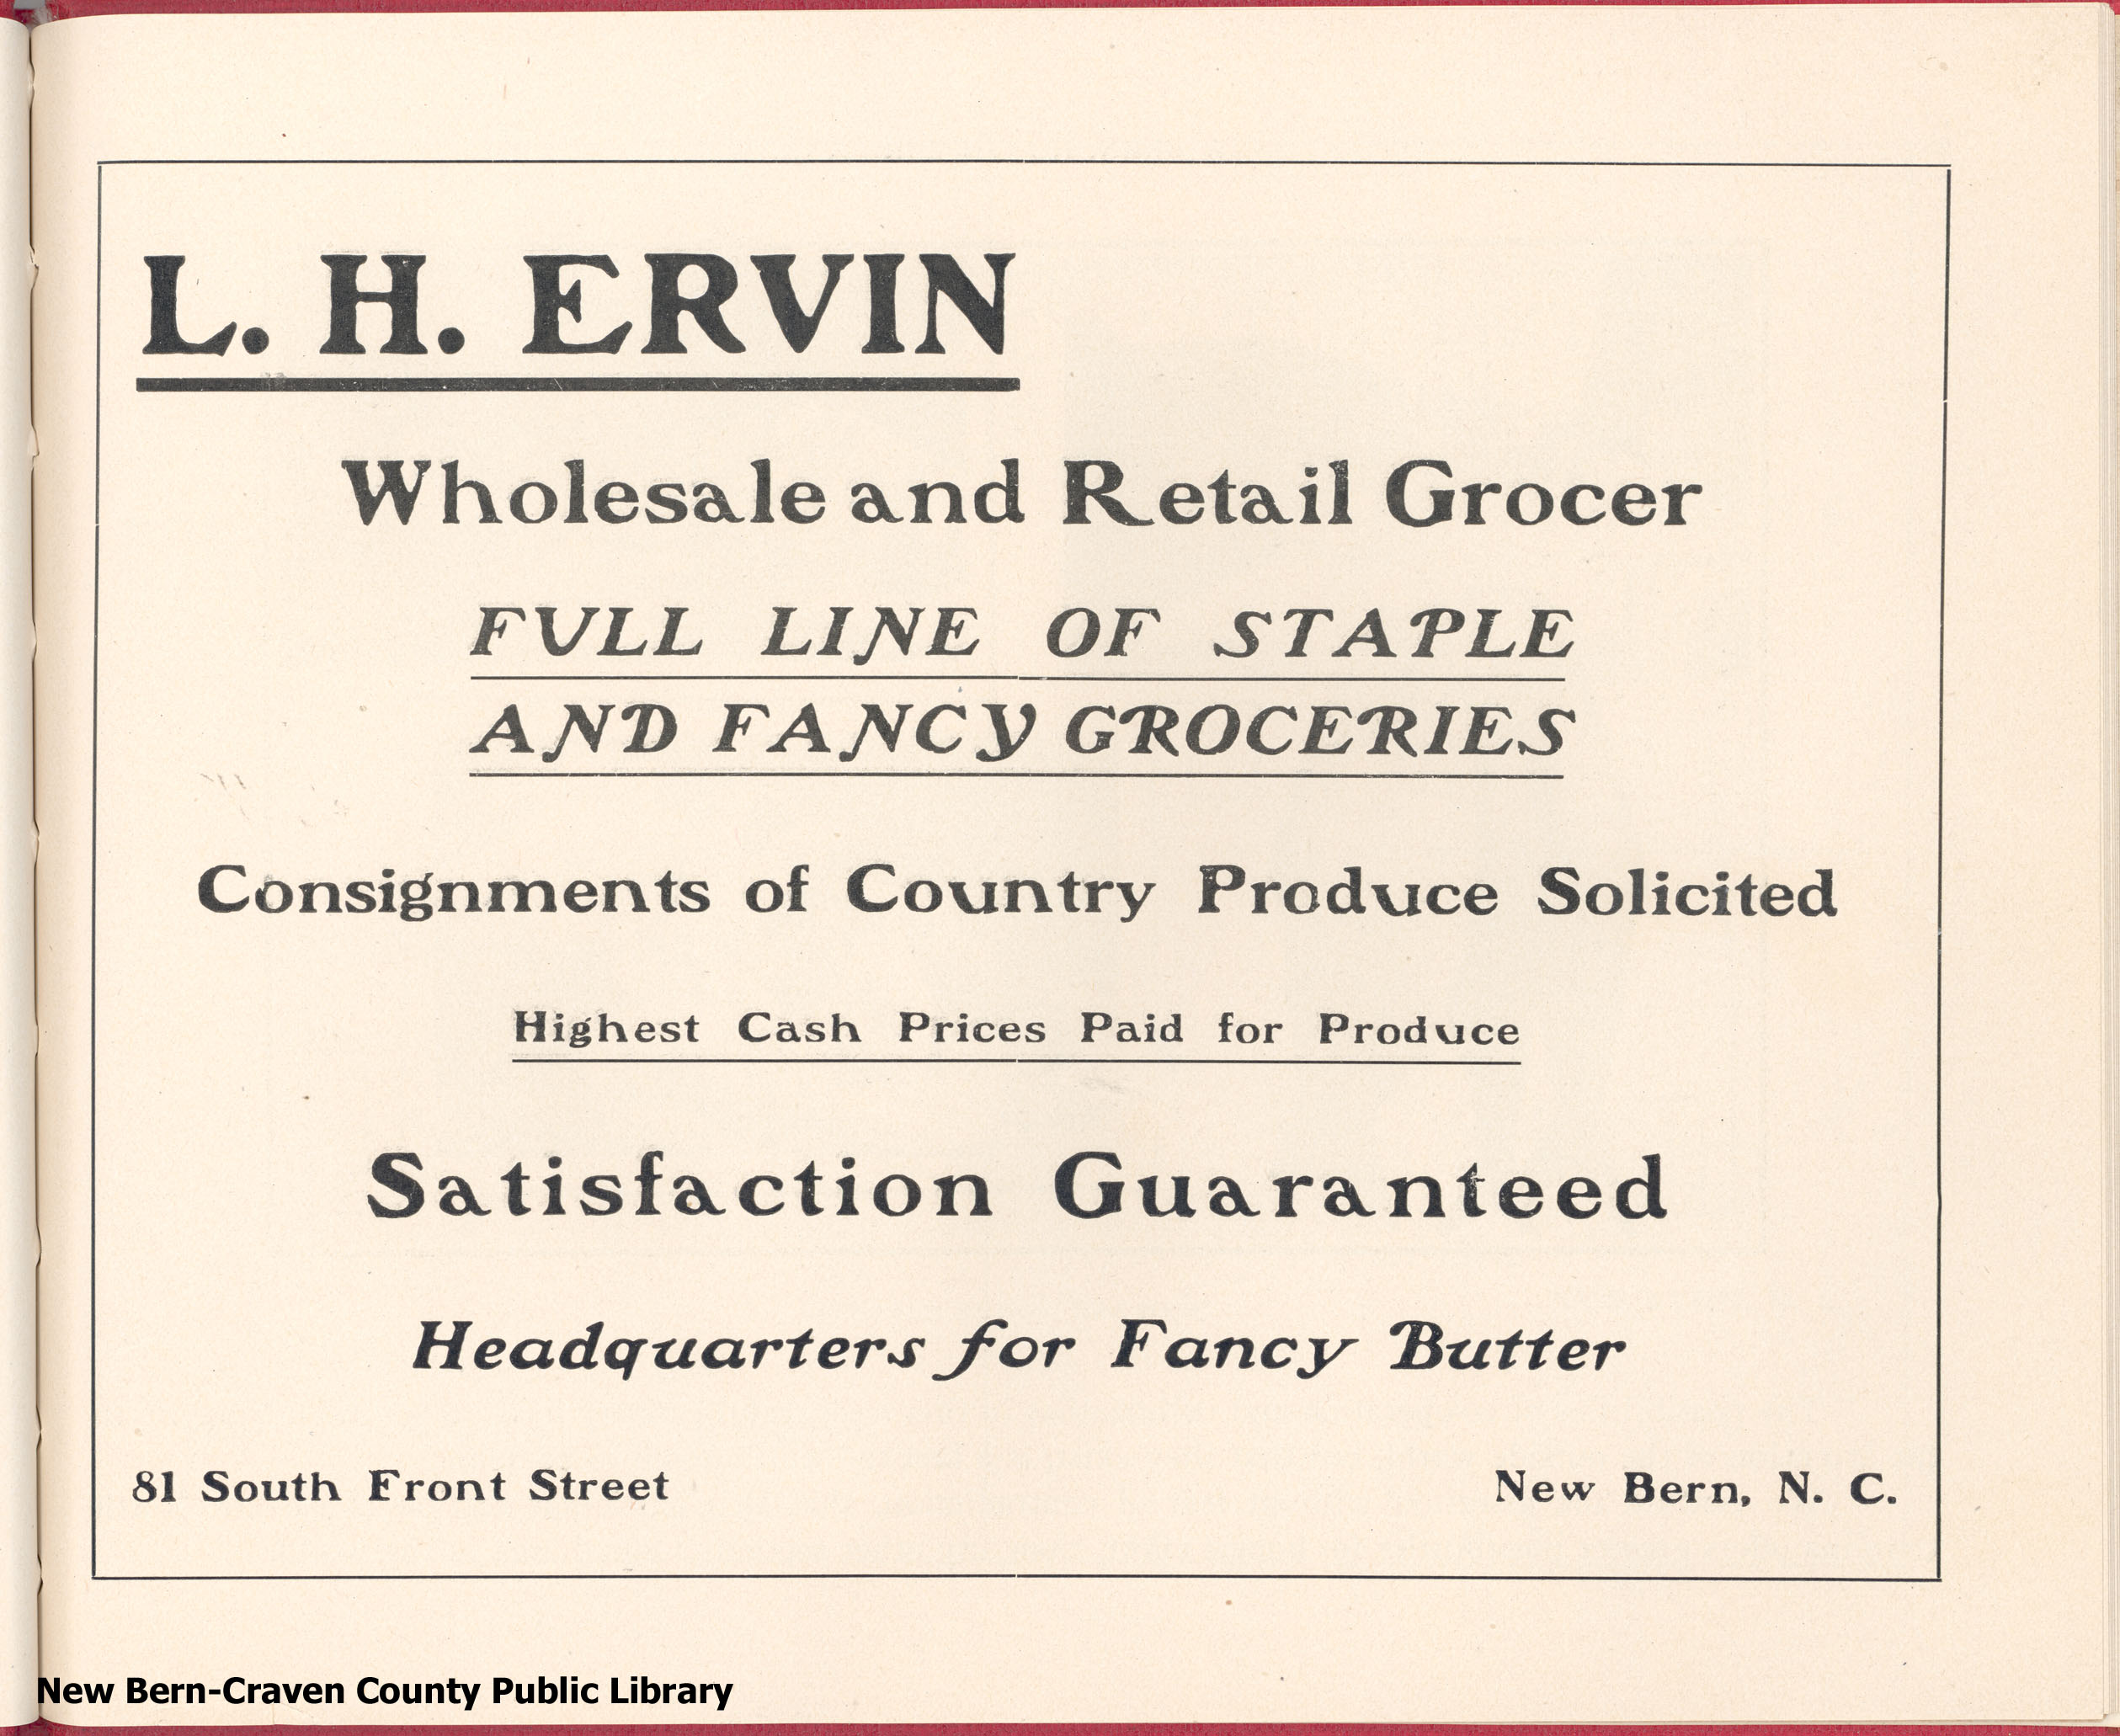 L. H. ERVIN
Wholesale and Retail Grocer
FULL LINE OF STAPLE
AND FANCY GROCERIES
Consignments of Country Produce Solicited
Highest Cash Prices Paid for Produce
Satisfaction Guaranteed
Headquarters for Fancy Butter
81 South Front Street
New Bern, N. C.
New Bern-Craven County Public Library